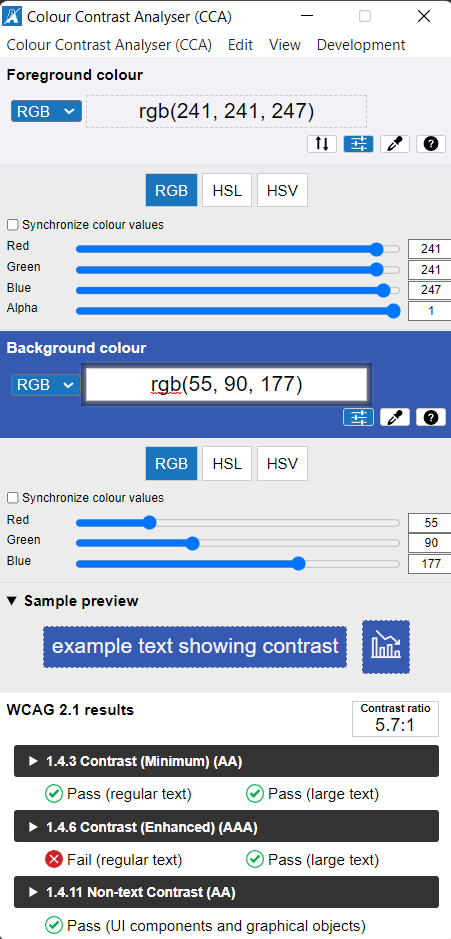 Colour Contrast Analyser (CCA)
Colour Contrast Analyser (CCA) Edit View Development
Foreground colour
RGB rgb(241, 241, 247)
?
RGB HSL HSV
Synchronize colour values
Red 241
Green 241
Blue 247
Alpha 1
Background colour
RGB rgb(55, 90, 177)
?
RGB HSL HSV
Synchronize colour values
Red 55
Green 90
Blue 177
Sample preview
example text showing contrast
WCAG 2.1 results
Contrast ratio
5.7:1
1.4.3 Contrast (Minimum) (AA)
Pass (regular text) Pass (large text)
1.4.6 Contrast (Enhanced) (AAA)
Fail (regular text) Pass (large text)
1.4.11 Non-text Contrast (AA)
Pass (UI components and graphical objects)